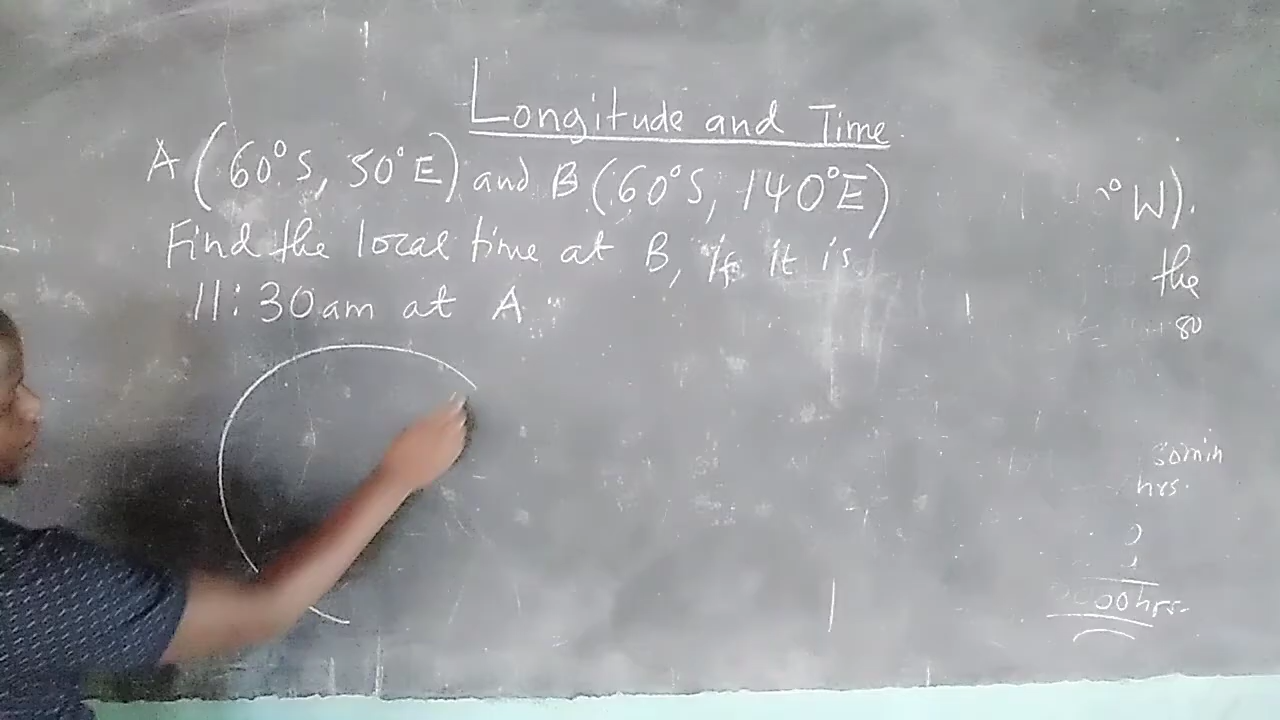 Longitude and Time
A (60°S, 50°E) and B (60°S, 140°E)
Find the local time at B, if it is
11:30am at A.
°W).
the
80
30min
hrs.
00hrs.